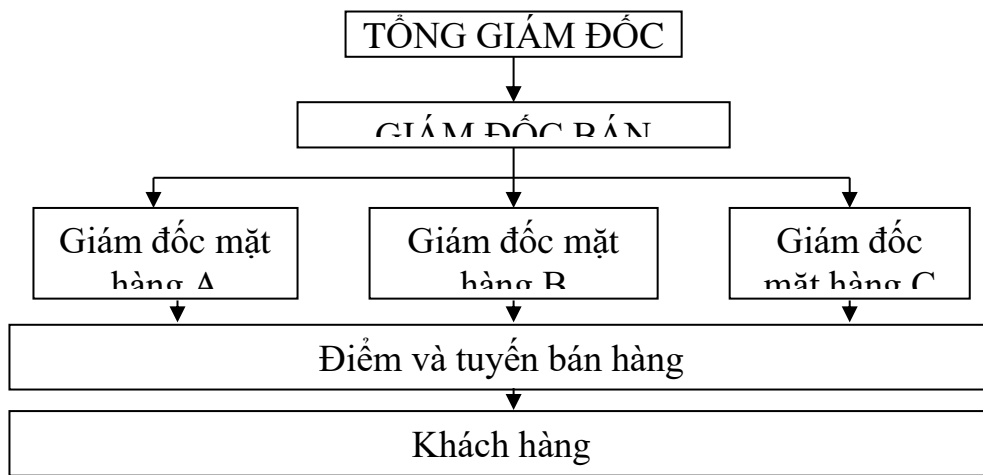 TỔNG GIÁM ĐỐC
GIÁM ĐỐC BÁN
Giám đốc mặt
hàng A
Giám đốc mặt
hàng B
Giám đốc
mặt hàng C
Điểm và tuyến bán hàng
Khách hàng